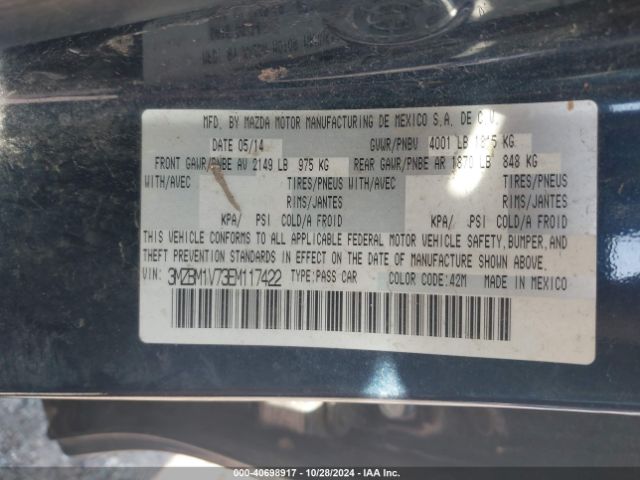 MFD. BY MAZDA MOTOR MANUFACTURING DE MEXICO S.A. DE C.V.
DATE 05/14 GVWR/PNBV 4001 LB 1815 KG
FRONT GAWR/PNBE AV 2149 LB 975 KG REAR GAWR/PNBE AR 1870 LB 848 KG
WITH/AVEC TIRES/PNEUS WITH/AVEC TIRES/PNEUS
RIMS/JANTES RIMS/JANTES
KPA/ PSI COLD/A FROID KPA/ PSI COLD/A FROID
THIS VEHICLE CONFORMS TO ALL APPLICABLE FEDERAL MOTOR VEHICLE SAFETY, BUMPER, AND
THEFT PREVENTION STANDARDS IN EFFECT ON THE DATE OF MANUFACTURE SHOWN ABOVE.
VIN: 3MZBM1V73EM117422 TYPE:PASS CAR COLOR CODE:42M MADE IN MEXICO
000-40698917 - 10/28/2024 - IAA Inc.